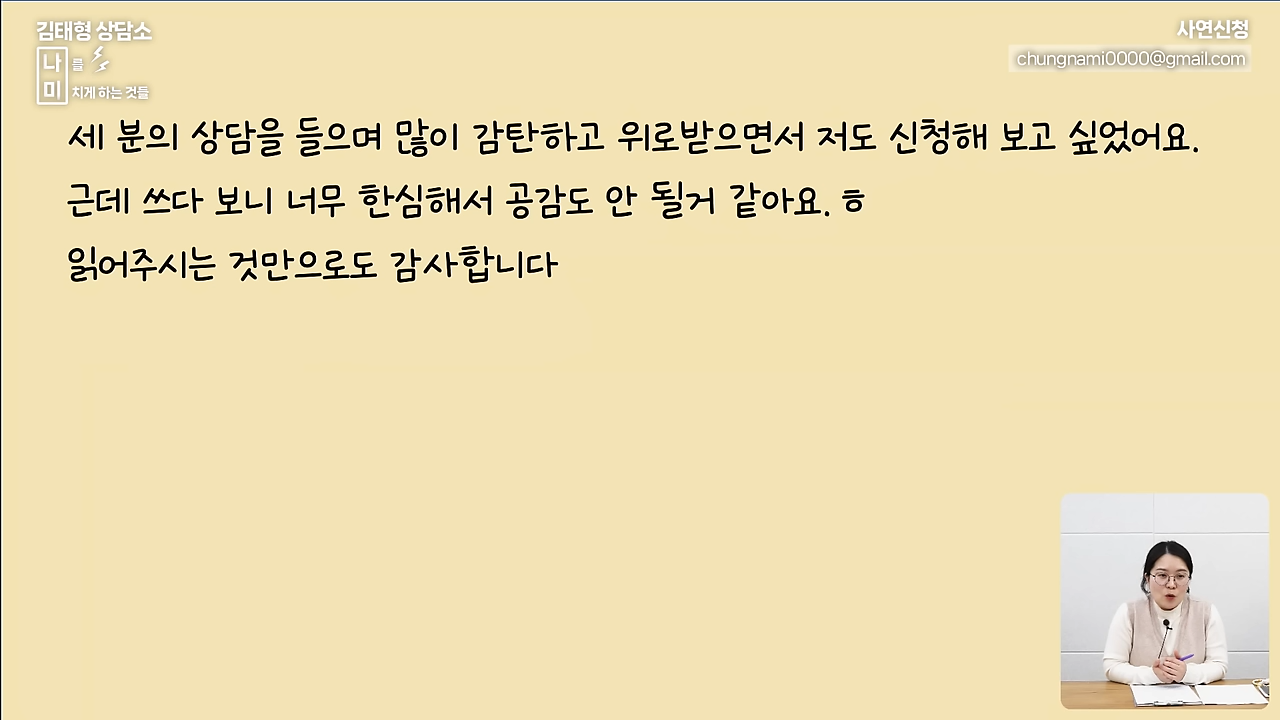 김태형 상담소
나를
미치게 하는 것들
사연신청
chungnami0000@gmail.com
세 분의 상담을 들으며 많이 감탄하고 위로받으면서 저도 신청해 보고 싶었어요.
근데 쓰다 보니 너무 한심해서 공감도 안 될거 같아요. ㅎ
읽어주시는 것만으로도 감사합니다